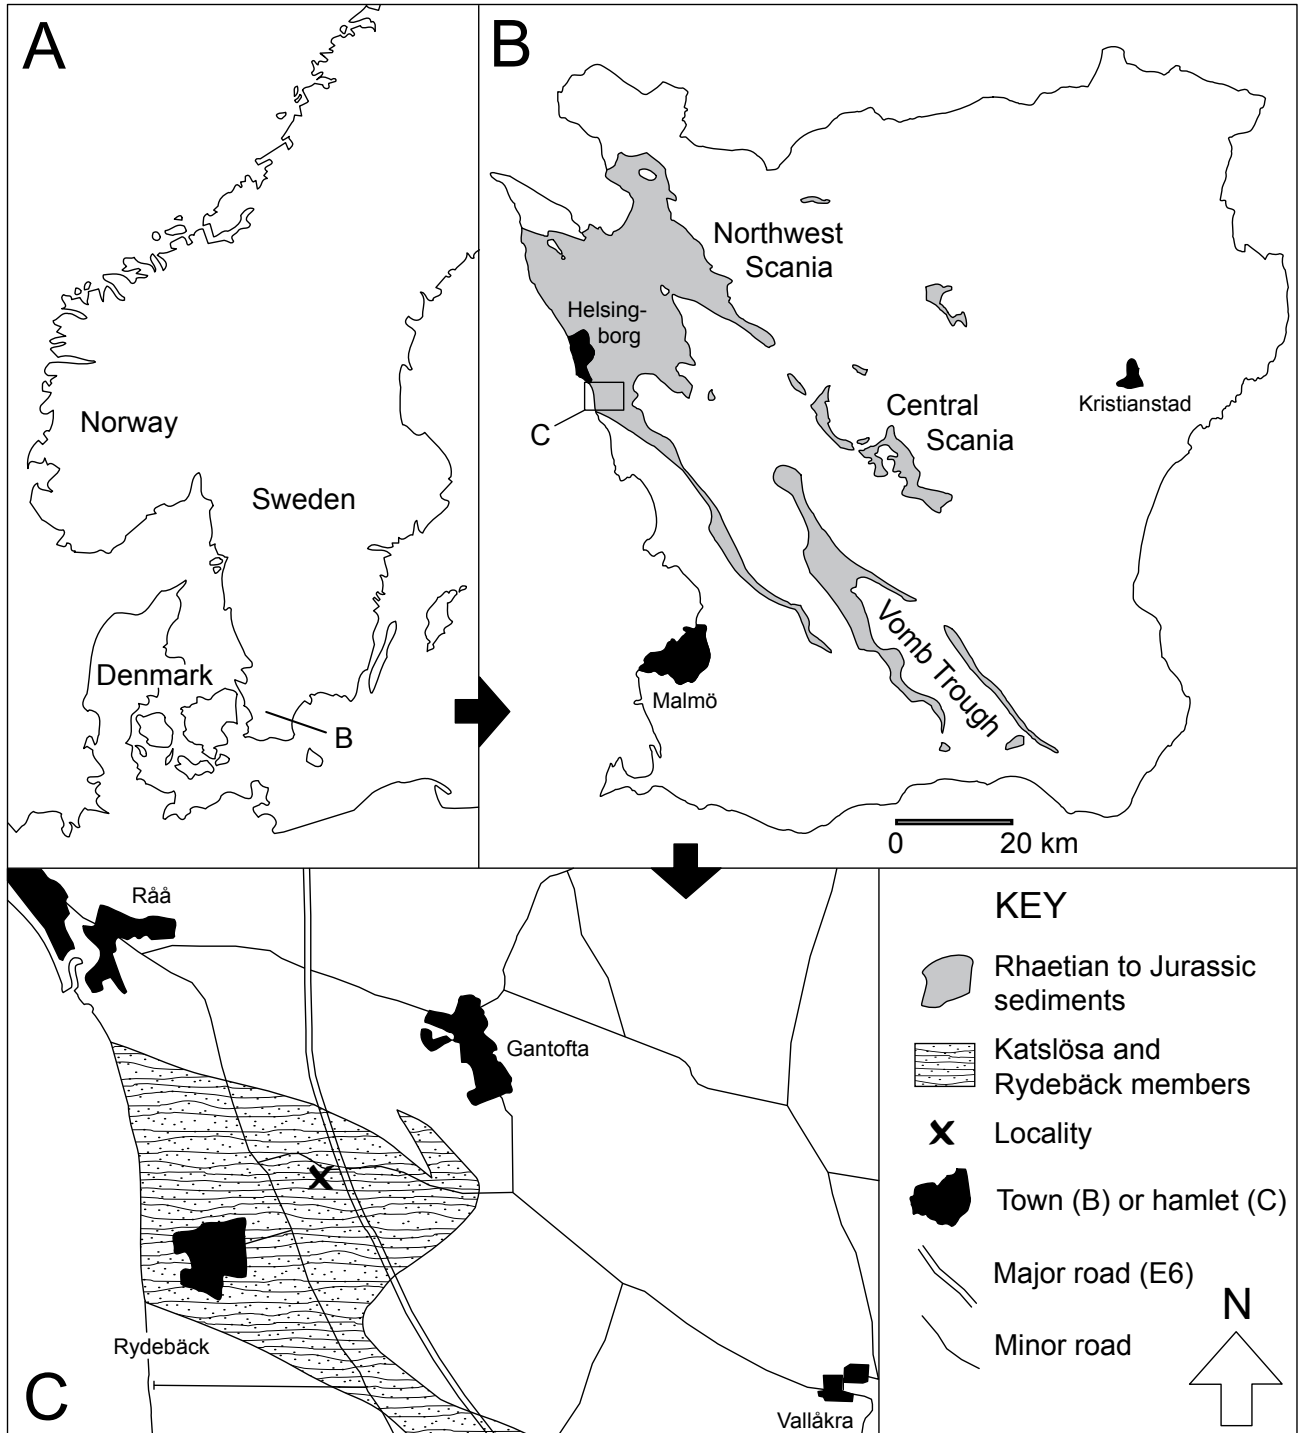 A
Norway
Sweden
Denmark
B
B
Northwest
Scania
Helsing-
borg
C
Central
Scania
Kristianstad
Vomb Trough
Malmö
0 20 km
Råå
Gantofta
Rydebäck
Vallåkra
C
KEY
Rhaetian to Jurassic
sediments
Katslösa and
Rydebäck members
Locality
Town (B) or hamlet (C)
Major road (E6)
Minor road
N